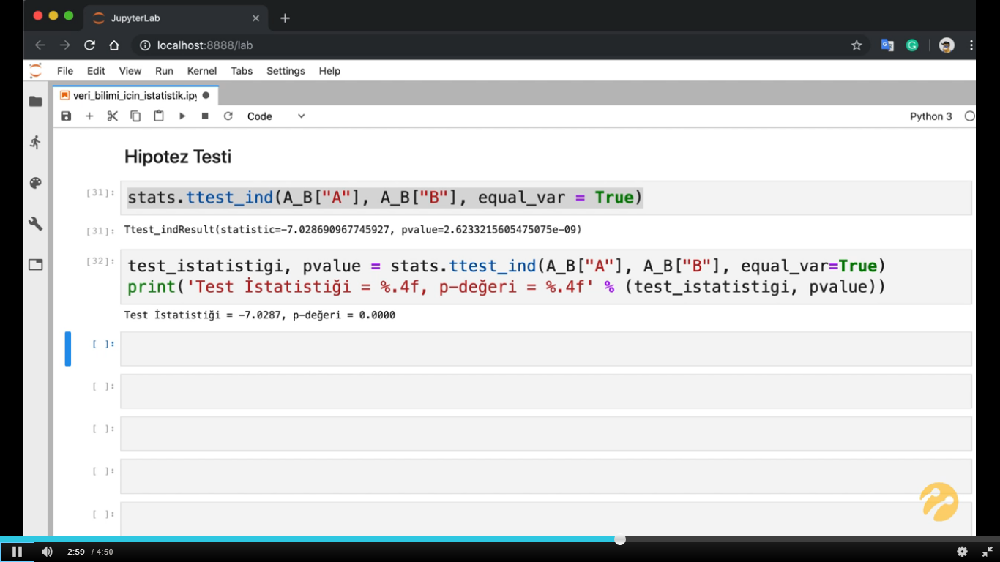 JupyterLab
localhost:8888/lab
File Edit View Run Kernel Tabs Settings Help
veri_bilimi_icin_istatistik.ipy
Code
Python 3
Hipotez Testi
[31]: stats.ttest_ind(A_B["A"], A_B["B"], equal_var = True)
[31]: Ttest_indResult(statistic=-7.028690967745927, pvalue=2.6233215605475075e-09)
[32]: test_istatistigi, pvalue = stats.ttest_ind(A_B["A"], A_B["B"], equal_var=True)
print('Test İstatistiği = %.4f, p-değeri = %.4f' % (test_istatistigi, pvalue))
Test İstatistiği = -7.0287, p-değeri = 0.0000
[ ]:
[ ]:
[ ]:
[ ]:
[ ]:
2:59 / 4:50